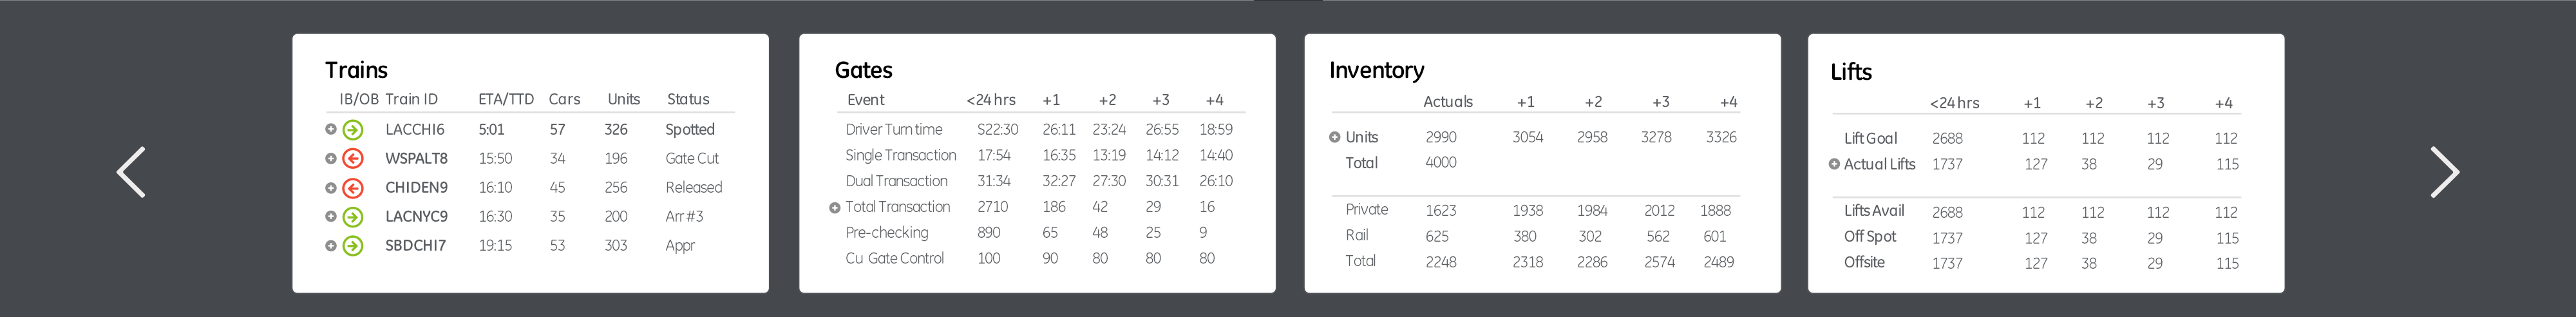 Trains
IB/OB Train ID ETA/TTD Cars Units Status
LACCHI6 5:01 57 326 Spotted
WSPALT8 15:50 34 196 Gate Cut
CHIDEN9 16:10 45 256 Released
LACNYC9 16:30 35 200 Arr #3
SBDCHI7 19:15 53 303 Appr
Gates
Event <24 hrs +1 +2 +3 +4
Driver Turn time S22:30 26:11 23:24 26:55 18:59
Single Transaction 17:54 16:35 13:19 14:12 14:40
Dual Transaction 31:34 32:27 27:30 30:31 26:10
Total Transaction 2710 186 42 29 16
Pre-checking 890 65 48 25 9
Cu Gate Control 100 90 80 80 80
Inventory
Actuals +1 +2 +3 +4
Units 2990 3054 2958 3278 3326
Total 4000
Private 1623 1938 1984 2012 1888
Rail 625 380 302 562 601
Total 2248 2318 2286 2574 2489
Lifts
<24 hrs +1 +2 +3 +4
Lift Goal 2688 112 112 112 112
Actual Lifts 1737 127 38 29 115
Lifts Avail 2688 112 112 112 112
Off Spot 1737 127 38 29 115
Offsite 1737 127 38 29 115